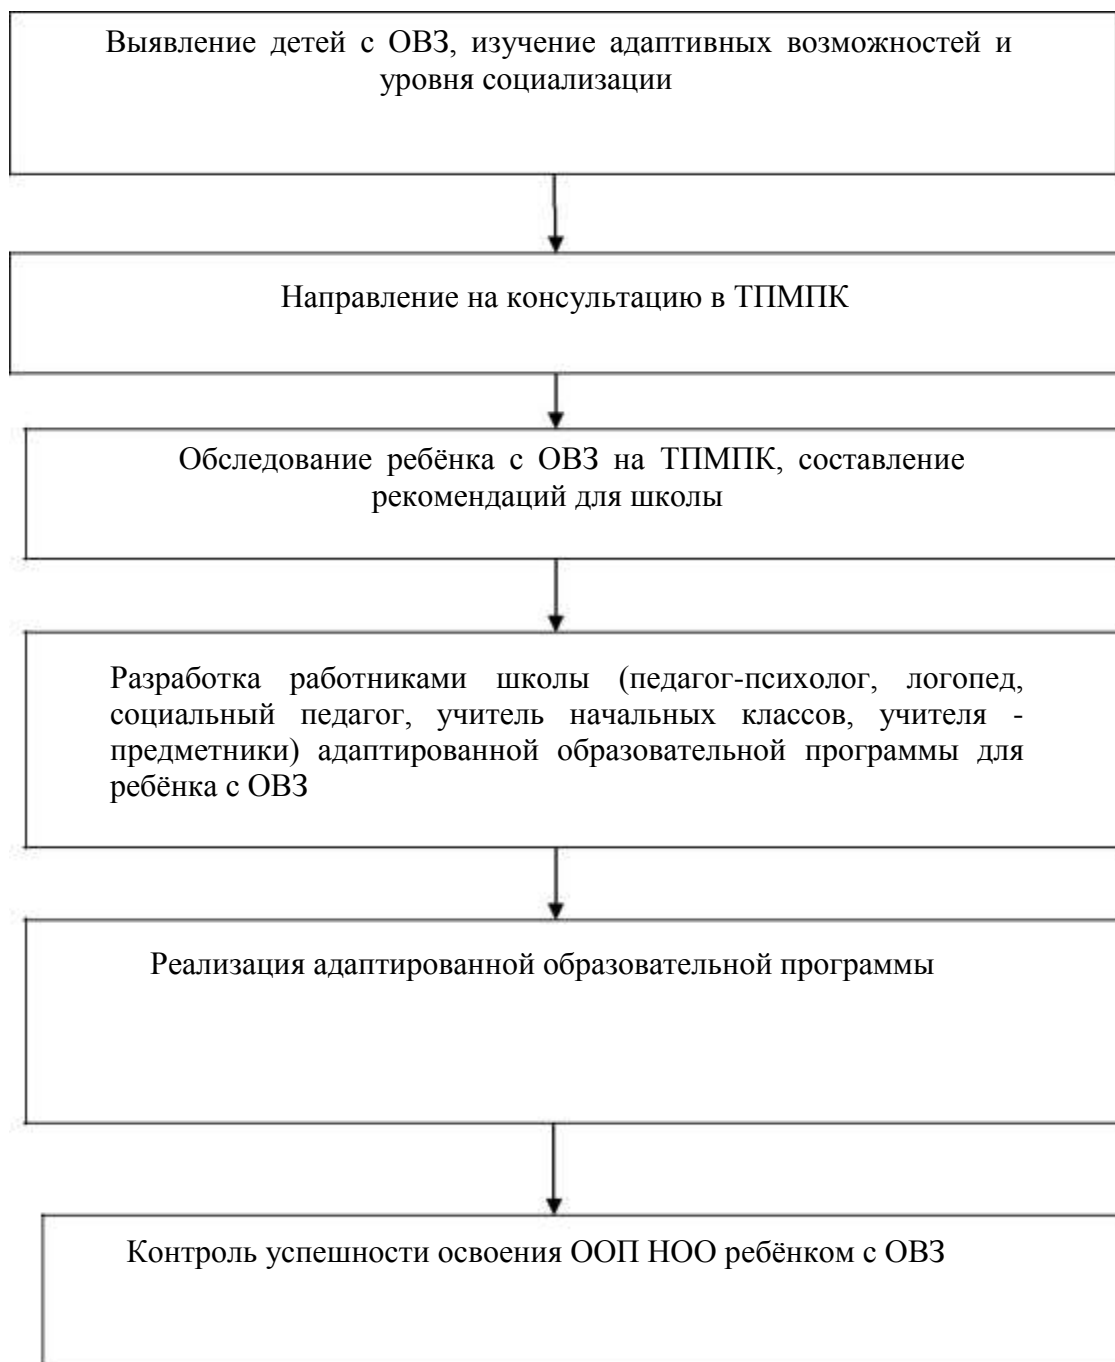 Выявление детей с ОВЗ, изучение адаптивных возможностей и
уровня социализации
Направление на консультацию в ТПМПК
Обследование ребёнка с ОВЗ на ТПМПК, составление
рекомендаций для школы
Разработка работниками школы (педагог-психолог, логопед,
социальный педагог, учитель начальных классов, учителя -
предметники) адаптированной образовательной программы для
ребёнка с ОВЗ
Реализация адаптированной образовательной программы
Контроль успешности освоения ООП НОО ребёнком с ОВЗ